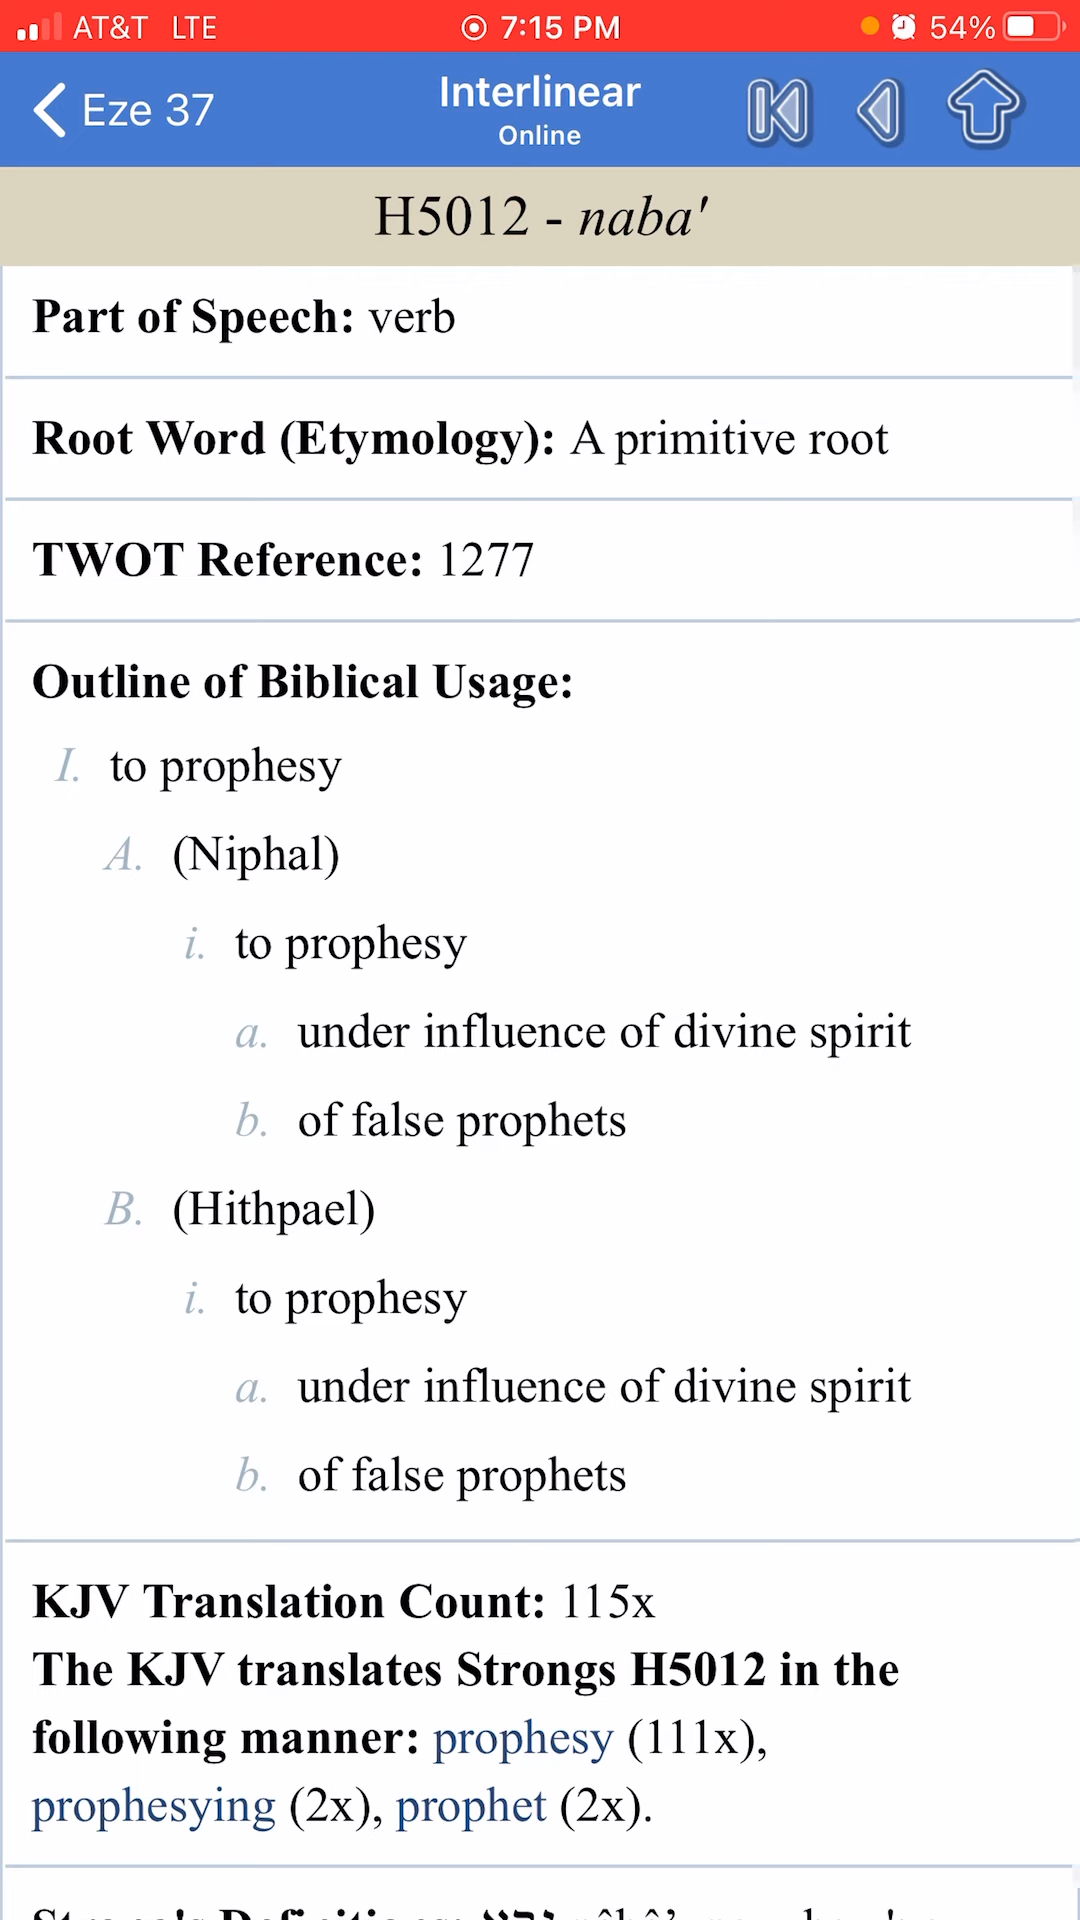 AT&T LTE 7:15 PM 54%
Eze 37 Interlinear
Online
H5012 - naba'
Part of Speech: verb
Root Word (Etymology): A primitive root
TWOT Reference: 1277
Outline of Biblical Usage:
I. to prophesy
A. (Niphal)
i. to prophesy
a. under influence of divine spirit
b. of false prophets
B. (Hithpael)
i. to prophesy
a. under influence of divine spirit
b. of false prophets
KJV Translation Count: 115x
The KJV translates Strongs H5012 in the
following manner: prophesy (111x),
prophesying (2x), prophet (2x).